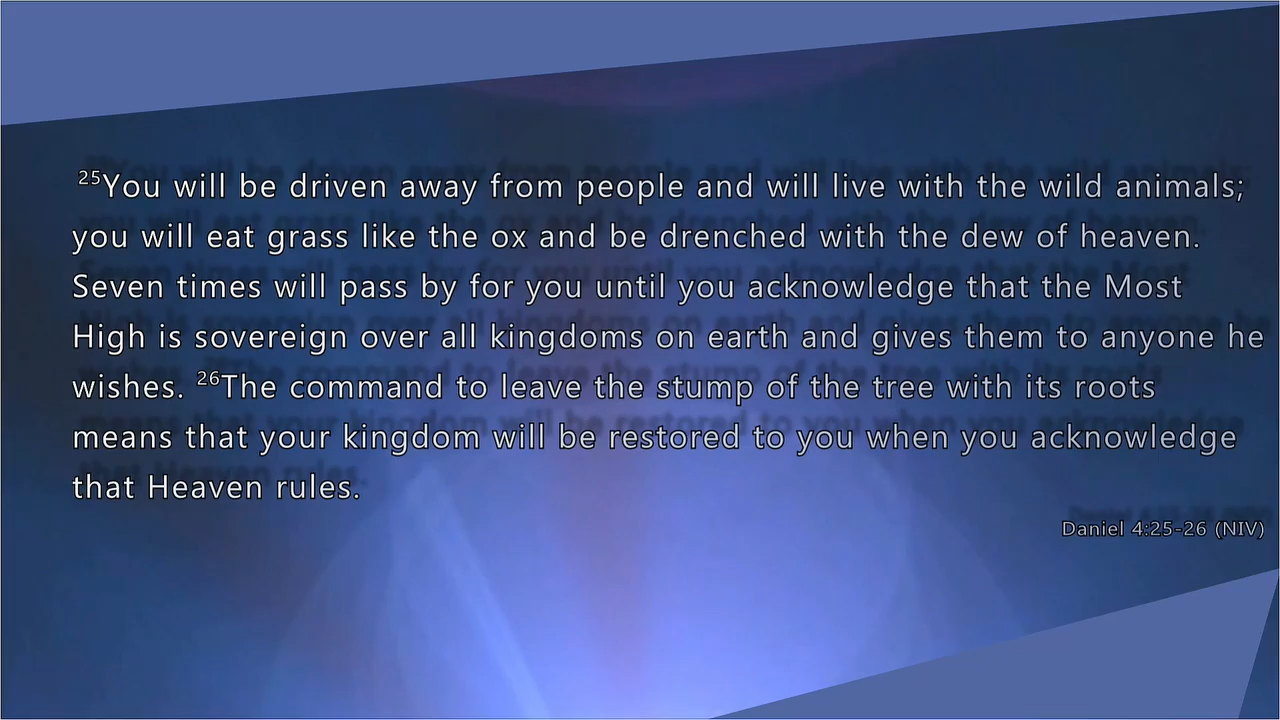 25You will be driven away from people and will live with the wild animals;
you will eat grass like the ox and be drenched with the dew of heaven.
Seven times will pass by for you until you acknowledge that the Most
High is sovereign over all kingdoms on earth and gives them to anyone he
wishes. 26The command to leave the stump of the tree with its roots
means that your kingdom will be restored to you when you acknowledge
that Heaven rules.
Daniel 4:25-26 (NIV)